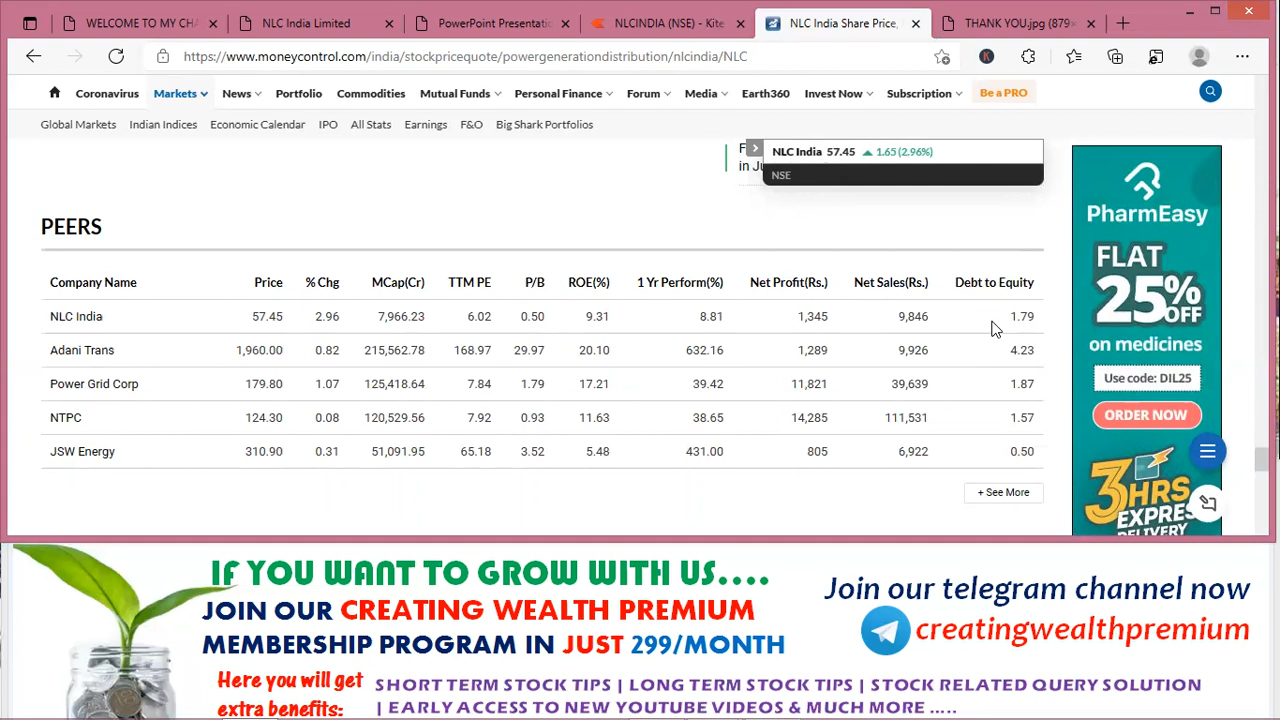 WELCOME TO MY CHA
NLC India Limited
PowerPoint Presentatio
NLCINDIA (NSE) - Kite
NLC India Share Price,
THANK YOU.jpg (879×
https://www.moneycontrol.com/india/stockpricequote/powergenerationdistribution/nlcindia/NLC
Coronavirus Markets News Portfolio Commodities Mutual Funds Personal Finance Forum Media Earth360 Invest Now Subscription Be a PRO
Global Markets Indian Indices Economic Calendar IPO All Stats Earnings F&O Big Shark Portfolios
NLC India 57.45 1.65 (2.96%)
in Ju
NSE
PEERS
Company Name Price % Chg MCap(Cr) TTM PE P/B ROE(%) 1 Yr Perform(%) Net Profit(Rs.) Net Sales(Rs.) Debt to Equity
NLC India 57.45 2.96 7,966.23 6.02 0.50 9.31 8.81 1,345 9,846 1.79
Adani Trans 1,960.00 0.82 215,562.78 168.97 29.97 20.10 632.16 1,289 9,926 4.23
Power Grid Corp 179.80 1.07 125,418.64 7.84 1.79 17.21 39.42 11,821 39,639 1.87
NTPC 124.30 0.08 120,529.56 7.92 0.93 11.63 38.65 14,285 111,531 1.57
JSW Energy 310.90 0.31 51,091.95 65.18 3.52 5.48 431.00 805 6,922 0.50
+ See More
PharmEasy
FLAT
25% OFF
on medicines
Use code: DIL25
ORDER NOW
3HRS
EXPRESS
DELIVERY
IF YOU WANT TO GROW WITH US....
JOIN OUR CREATING WEALTH PREMIUM
MEMBERSHIP PROGRAM IN JUST 299/MONTH
Join our telegram channel now
creatingwealthpremium
Here you will get
extra benefits:
SHORT TERM STOCK TIPS | LONG TERM STOCK TIPS | STOCK RELATED QUERY SOLUTION
| EARLY ACCESS TO NEW YOUTUBE VIDEOS & MUCH MORE .....